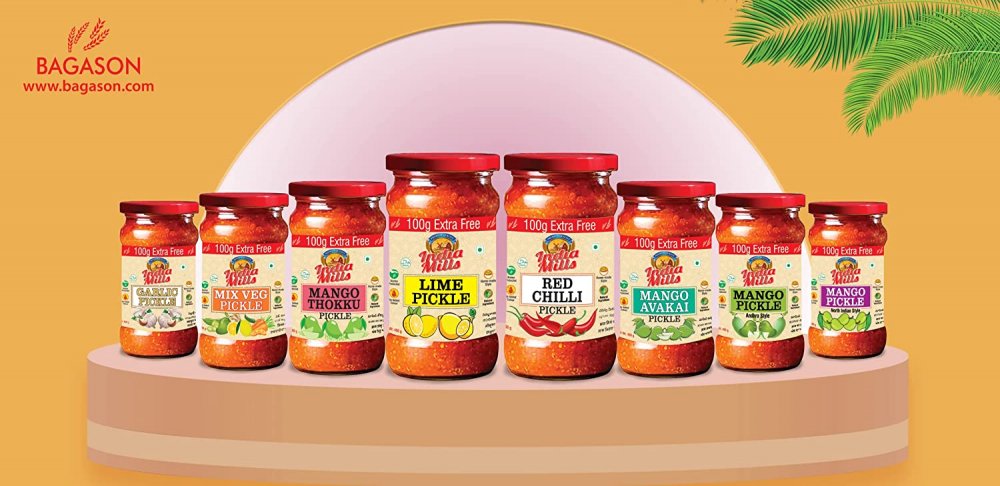 BAGASON
www.bagason.com
100g Extra Free
India Mills
GARLIC
PICKLE
100g Extra Free
India Mills
MIX VEG
PICKLE
100g Extra Free
India Mills
MANGO
THOKKU
PICKLE
100g Extra Free
India Mills
LIME
PICKLE
100g Extra Free
India Mills
RED
CHILLI
PICKLE
100g Extra Free
India Mills
MANGO
AVAKAI
PICKLE
100g Extra Free
India Mills
MANGO
PICKLE
Andhra Style
100g Extra Free
India Mills
MANGO
PICKLE
North Indian Style